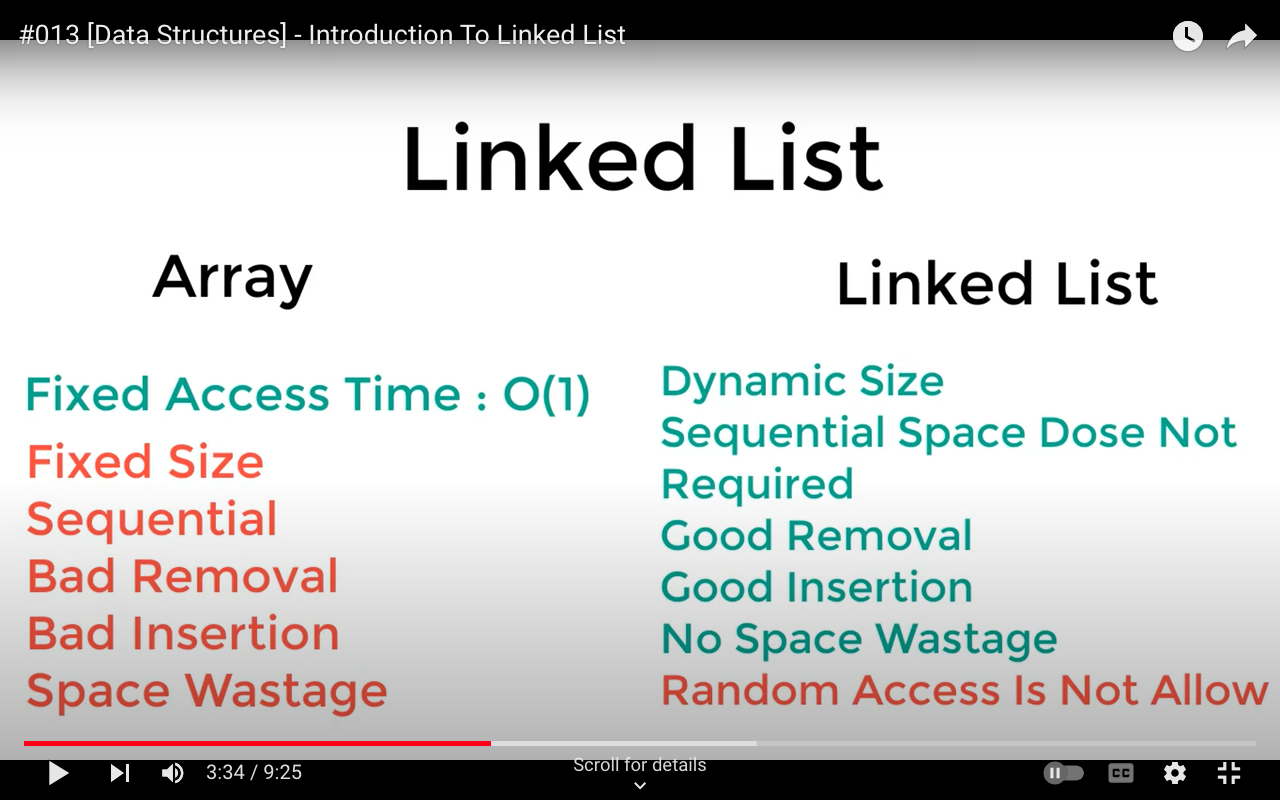 #013 [Data Structures] - Introduction To Linked List
Linked List
Array
Fixed Access Time : O(1)
Fixed Size
Sequential
Bad Removal
Bad Insertion
Space Wastage
Linked List
Dynamic Size
Sequential Space Dose Not
Required
Good Removal
Good Insertion
No Space Wastage
Random Access Is Not Allow
3:34 / 9:25
Scroll for details
CC